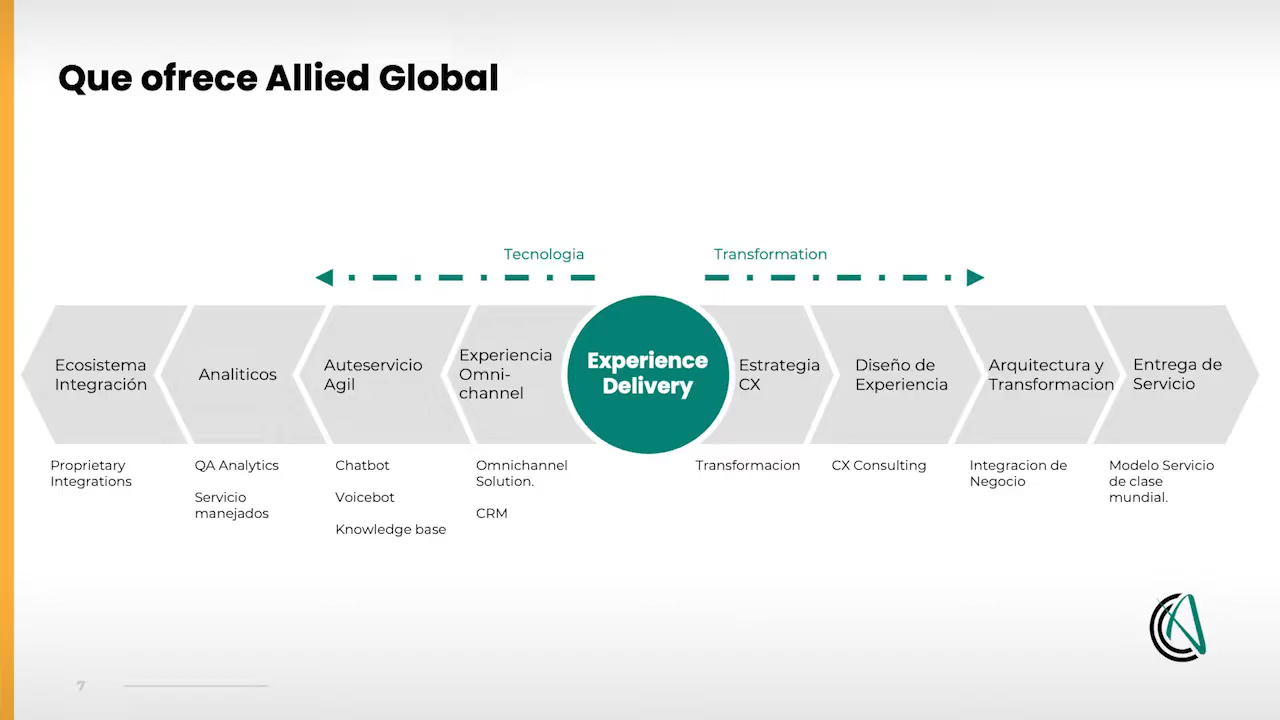 Que ofrece Allied Global
Tecnologia
Transformation
Ecosistema
Integración
Analiticos
Auteservicio
Agil
Experiencia
Omni-
channel
Experience
Delivery
Estrategia
CX
Diseño de
Experiencia
Arquitectura y
Transformacion
Entrega de
Servicio
Proprietary
Integrations
QA Analytics
Servicio
manejados
Chatbot
Voicebot
Knowledge base
Omnichannel
Solution.
CRM
Transformacion
CX Consulting
Integracion de
Negocio
Modelo Servicio
de clase
mundial.
7